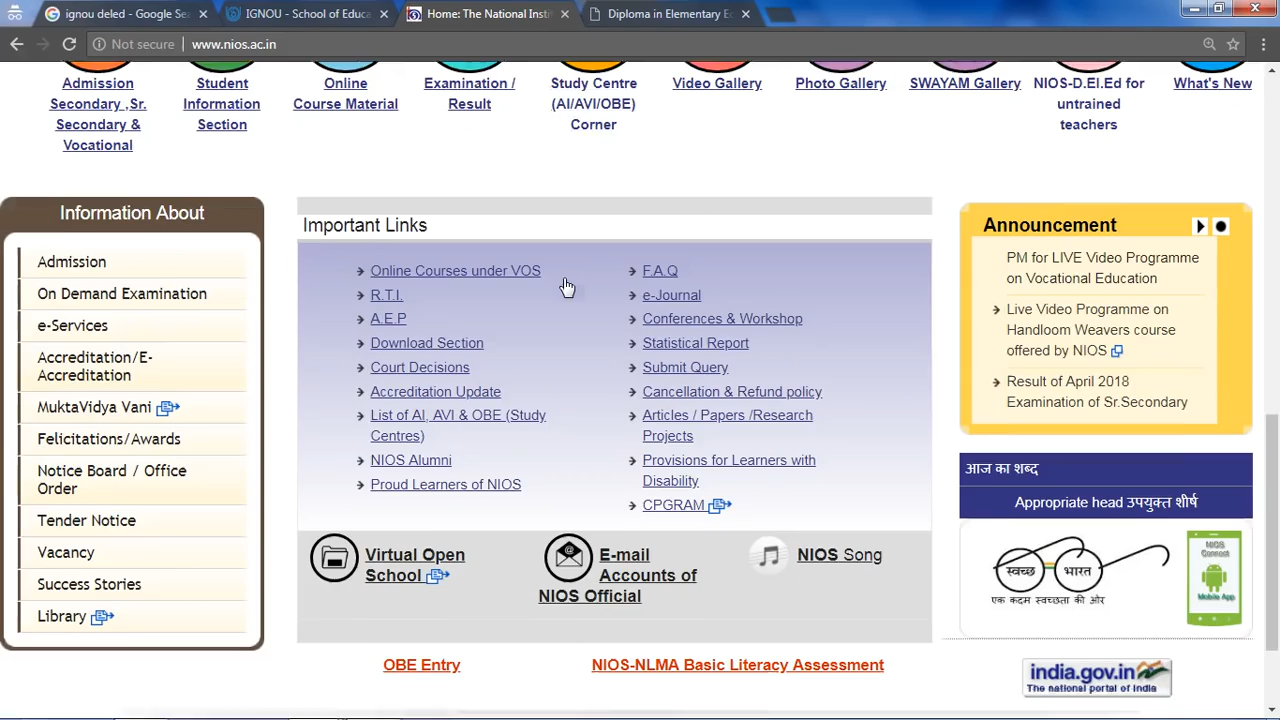 ignou deled - Google Sea
IGNOU - School of Educa
Home: The National Insti
Diploma in Elementary Ec
Not secure
www.nios.ac.in
Admission
Secondary ,Sr.
Secondary &
Vocational
Student
Information
Section
Online
Course Material
Examination /
Result
Study Centre
(AI/AVI/OBE)
Corner
Video Gallery
Photo Gallery
SWAYAM Gallery
NIOS-D.El.Ed for
untrained
teachers
What's New
Information About
Admission
On Demand Examination
e-Services
Accreditation/E-
Accreditation
MuktaVidya Vani
Felicitations/Awards
Notice Board / Office
Order
Tender Notice
Vacancy
Success Stories
Library
Important Links
Online Courses under VOS
R.T.I.
A.E.P
Download Section
Court Decisions
Accreditation Update
List of AI, AVI & OBE (Study
Centres)
NIOS Alumni
Proud Learners of NIOS
F.A.Q
e-Journal
Conferences & Workshop
Statistical Report
Submit Query
Cancellation & Refund policy
Articles / Papers /Research
Projects
Provisions for Learners with
Disability
CPGRAM
Virtual Open
School
E-mail
Accounts of
NIOS Official
NIOS Song
OBE Entry
NIOS-NLMA Basic Literacy Assessment
Announcement
PM for LIVE Video Programme
on Vocational Education
Live Video Programme on
Handloom Weavers course
offered by NIOS
Result of April 2018
Examination of Sr.Secondary
आज का शब्द
Appropriate head उपयुक्त शीर्ष
स्वच्छ भारत
एक कदम स्वच्छता की ओर
NIOS
Connect
Mobile App
india.gov.in
The national portal of India